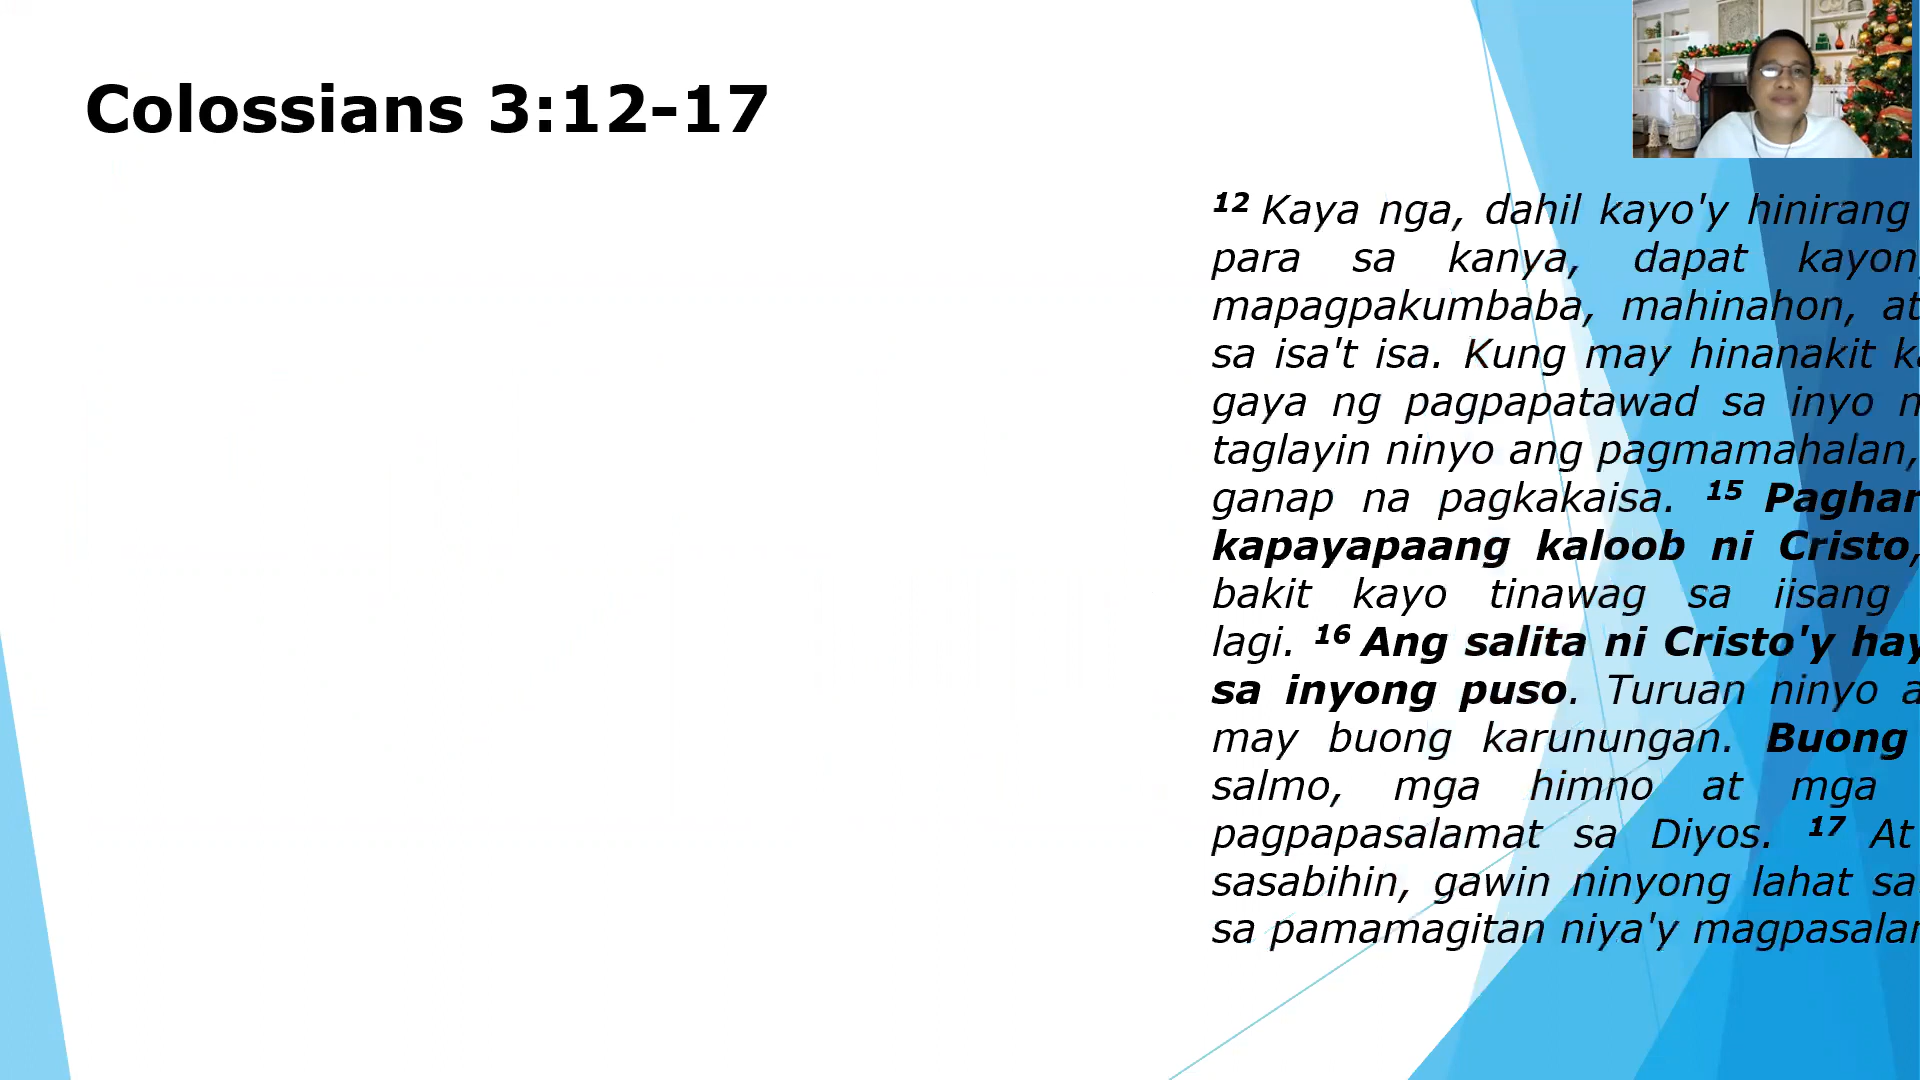 Colossians 3:12-17
12 Kaya nga, dahil kayo'y hinirang
para sa kanya, dapat
mapagpakumbaba, mahinahon, at
sa isa't isa. Kung may hinanakit
gaya ng pagpapatawad sa inyo
taglayin ninyo ang pagmamahalan,
ganap na pagkakaisa. 15
kapayapaang kaloob ni Cristo,
bakit kayo tinawag sa iisang
lagi. 16 Ang salita ni Cristo'y
sa inyong puso. Turuan ninyo
may buong karunungan. Buong
salmo, mga himno at mga
pagpapasalamat sa Diyos. 17 At
sasabihin, gawin ninyong lahat sa
sa pamamagitan niya'y